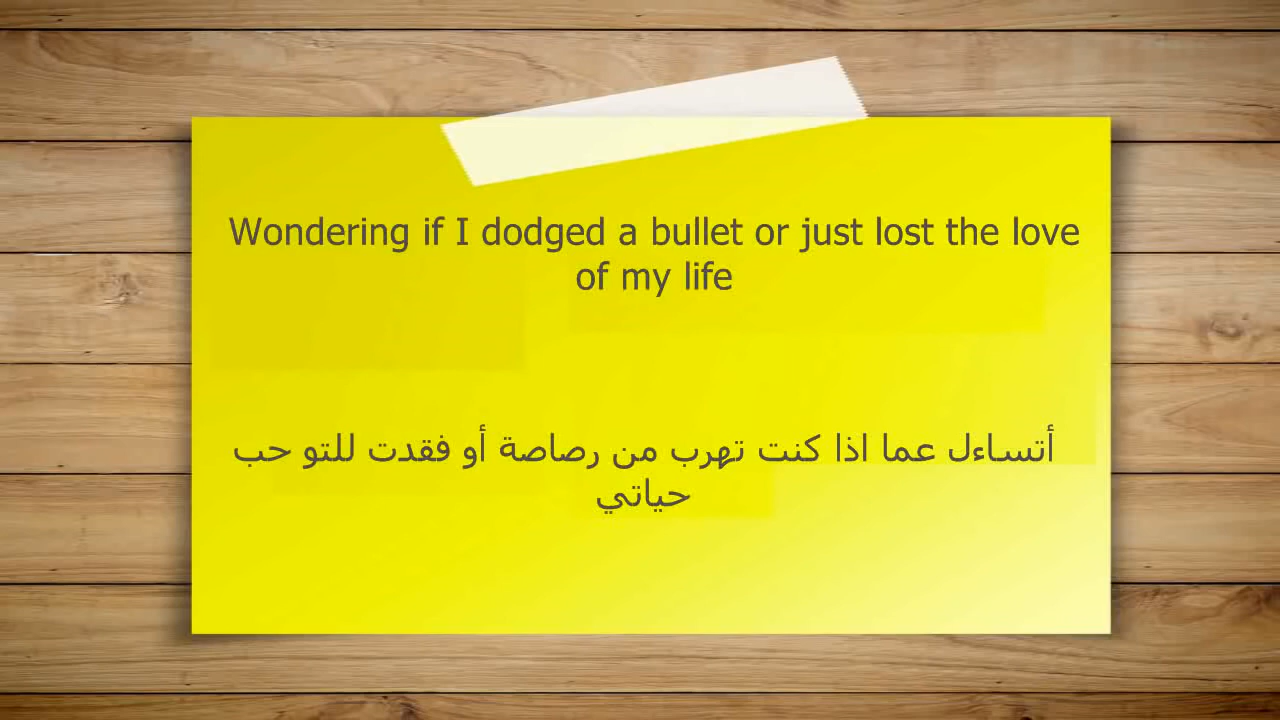 Wondering if I dodged a bullet or just lost the love
of my life
أتساءل عما اذا كنت تهرب من رصاصة أو فقدت للتو حب
حياتي